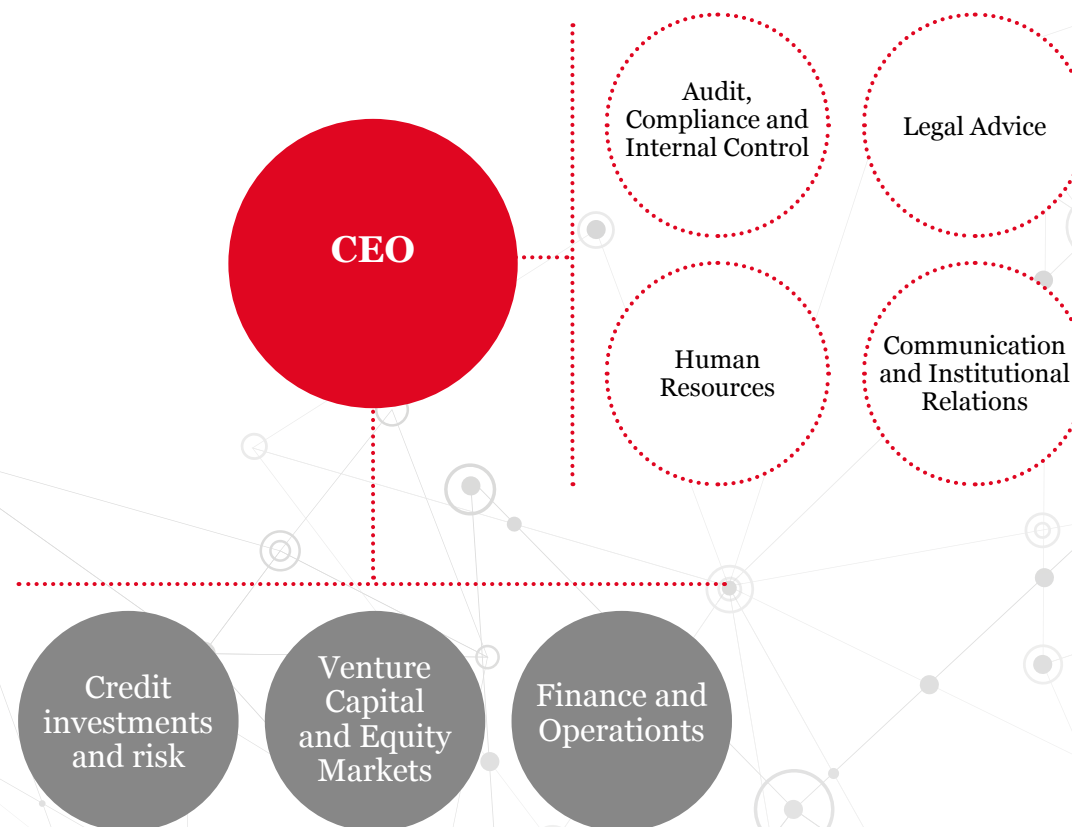 Audit,
Compliance and
Internal Control
Legal Advice
CEO
Human
Resources
Communication
and Institutional
Relations
Credit
investments
and risk
Venture
Capital
and Equity
Markets
Finance and
Operationts